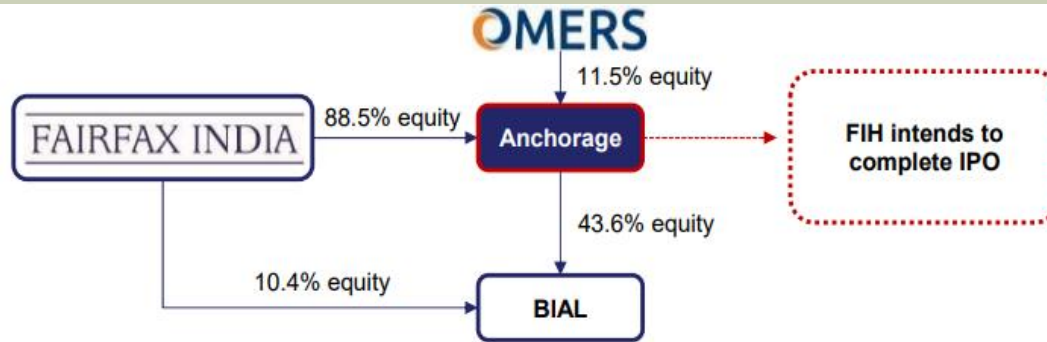 OMERS
11.5% equity
FAIRFAX INDIA
88.5% equity
Anchorage
FIH intends to
complete IPO
43.6% equity
10.4% equity
BIAL